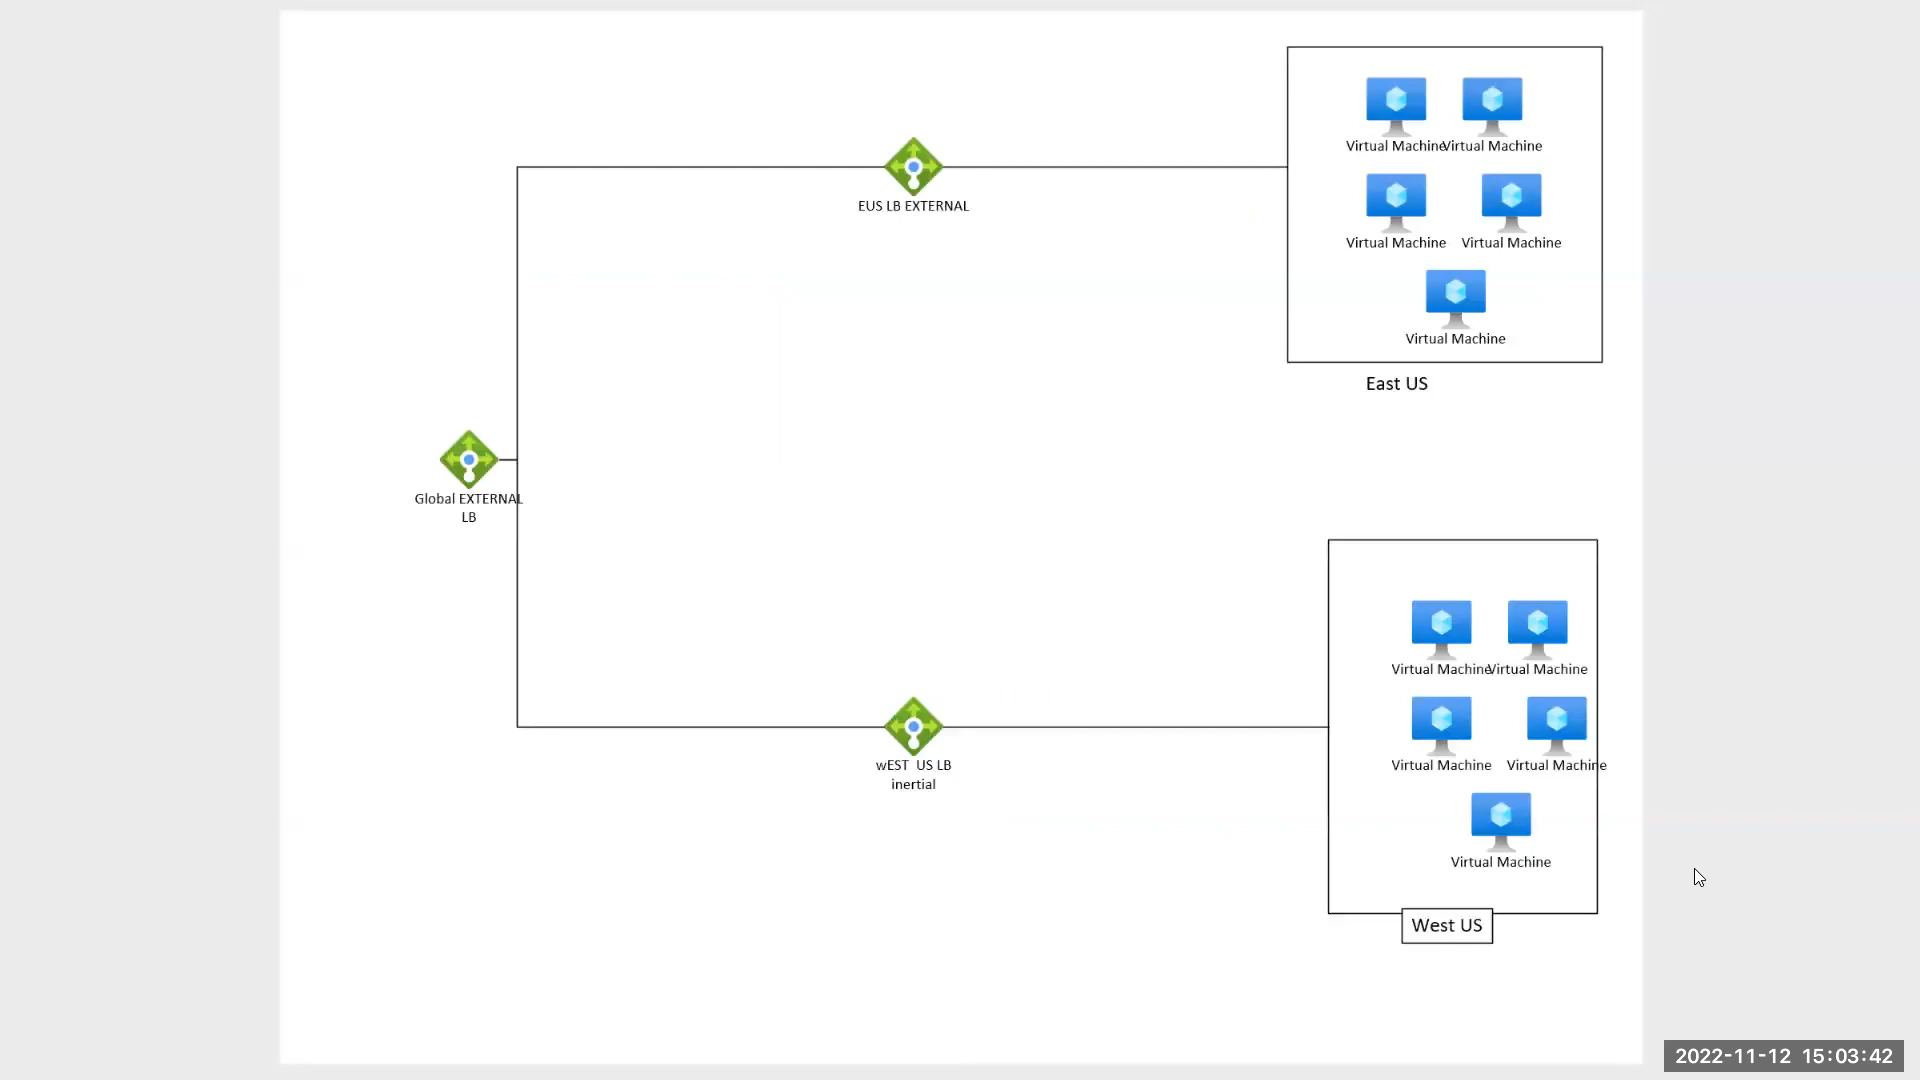 Virtual Machine
Virtual Machine
Virtual Machine
Virtual Machine
Virtual Machine
East US
EUS LB EXTERNAL
Global EXTERNAL
LB
wEST  US LB
inertial
Virtual Machine
Virtual Machine
Virtual Machine
Virtual Machine
Virtual Machine
West US
2022-11-12 15:03:42